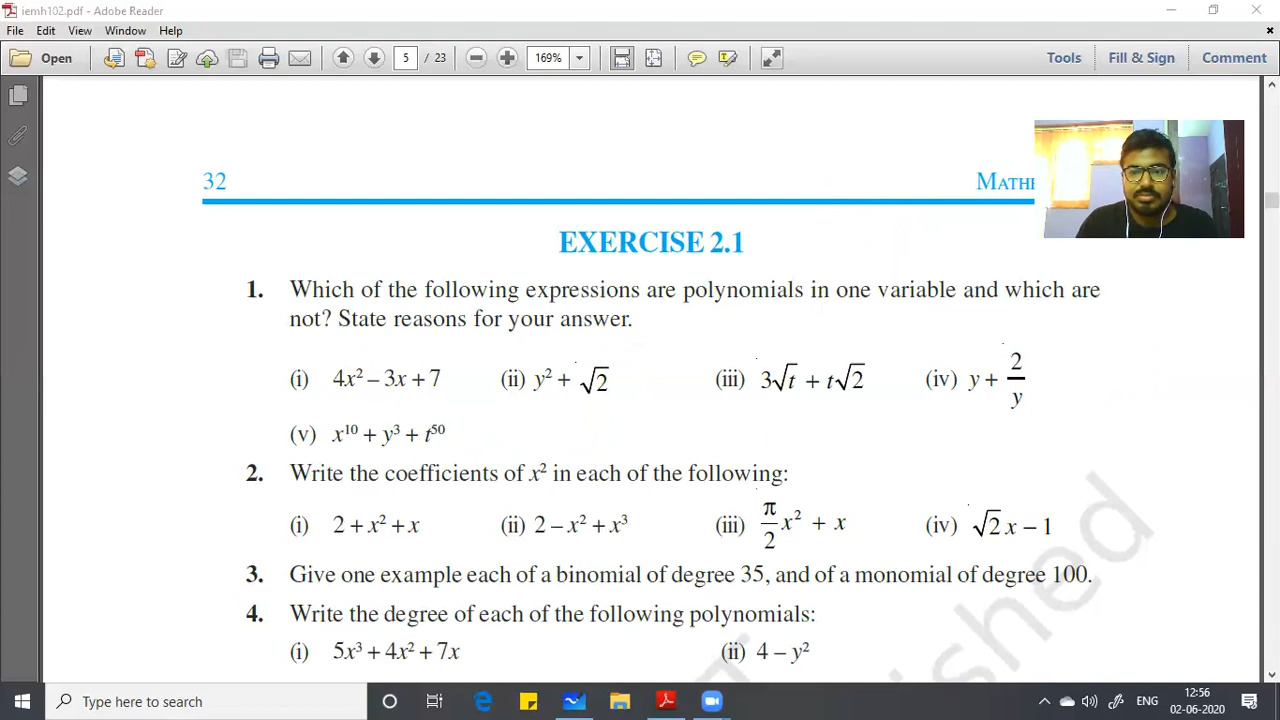 iemh102.pdf - Adobe Reader
File Edit View Window Help
Open 5 / 23 169% Tools Fill & Sign Comment
32 MATHE
EXERCISE 2.1
1. Which of the following expressions are polynomials in one variable and which are
not? State reasons for your answer.
(i) 4x² – 3x + 7 (ii) y² + √2 (iii) 3√t + t√2 (iv) y + 2/y
(v) x¹⁰ + y³ + t⁵⁰
2. Write the coefficients of x² in each of the following:
(i) 2 + x² + x (ii) 2 – x² + x³ (iii) π/2 x² + x (iv) √2 x – 1
3. Give one example each of a binomial of degree 35, and of a monomial of degree 100.
4. Write the degree of each of the following polynomials:
(i) 5x³ + 4x² + 7x (ii) 4 – y²
shed
Type here to search ENG 12:56
02-06-2020